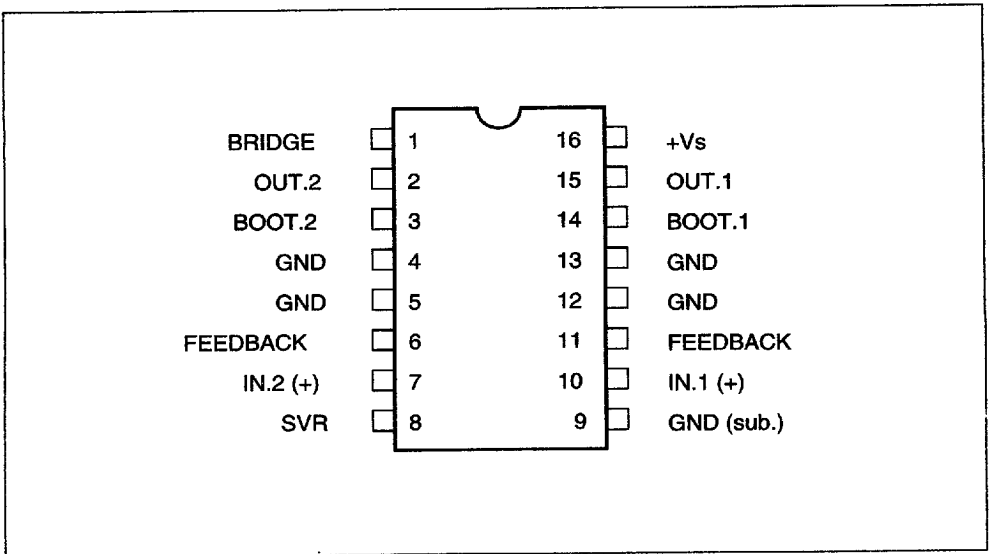 BRIDGE 1 16 +Vs
OUT.2 2 15 OUT.1
BOOT.2 3 14 BOOT.1
GND 4 13 GND
GND 5 12 GND
FEEDBACK 6 11 FEEDBACK
IN.2 (+) 7 10 IN.1 (+)
SVR 8 9 GND (sub.)